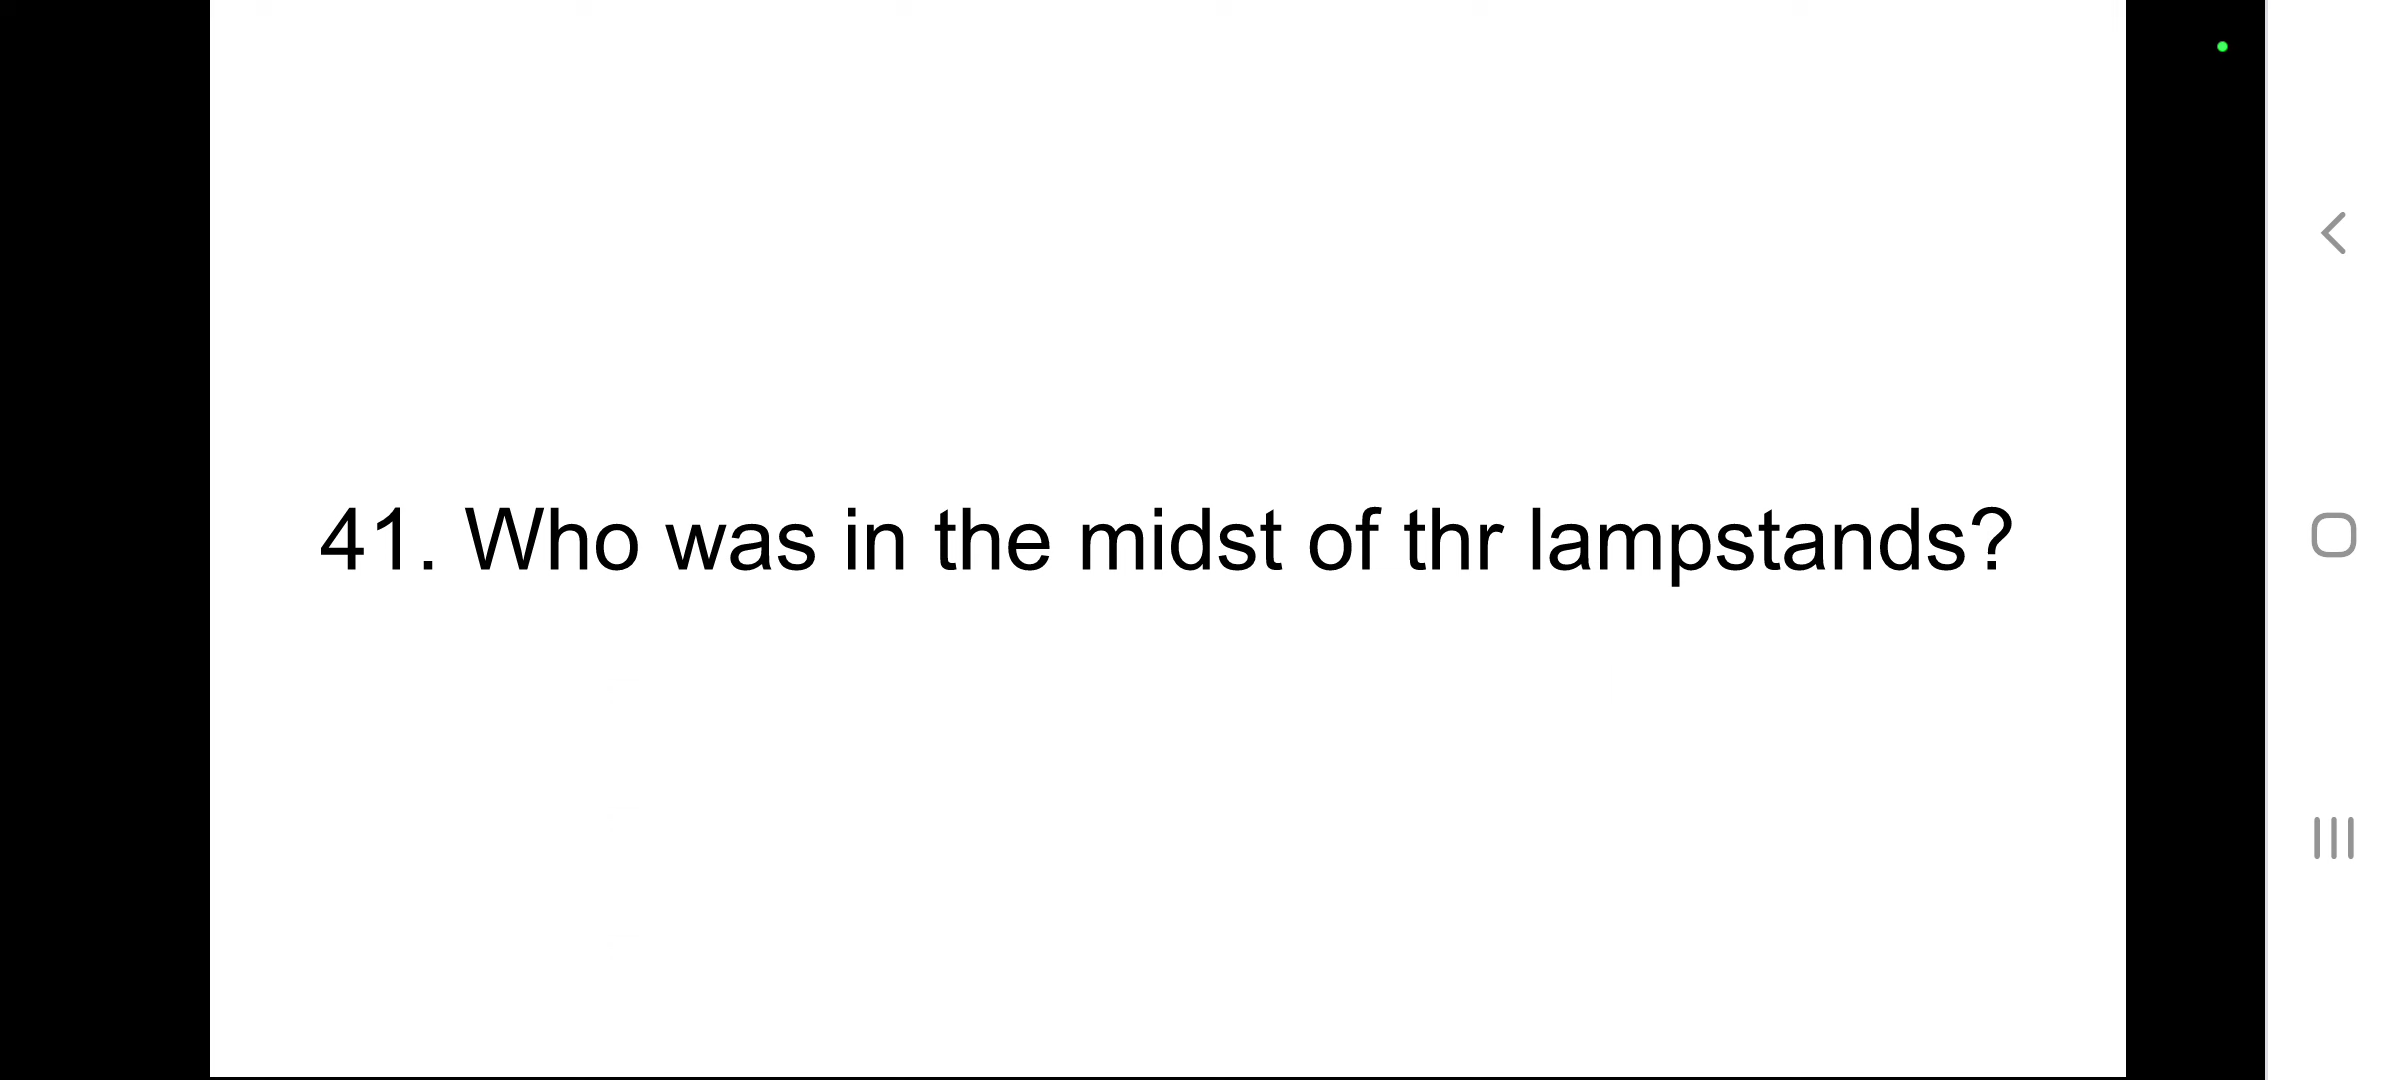 41. Who was in the midst of thr lampstands?